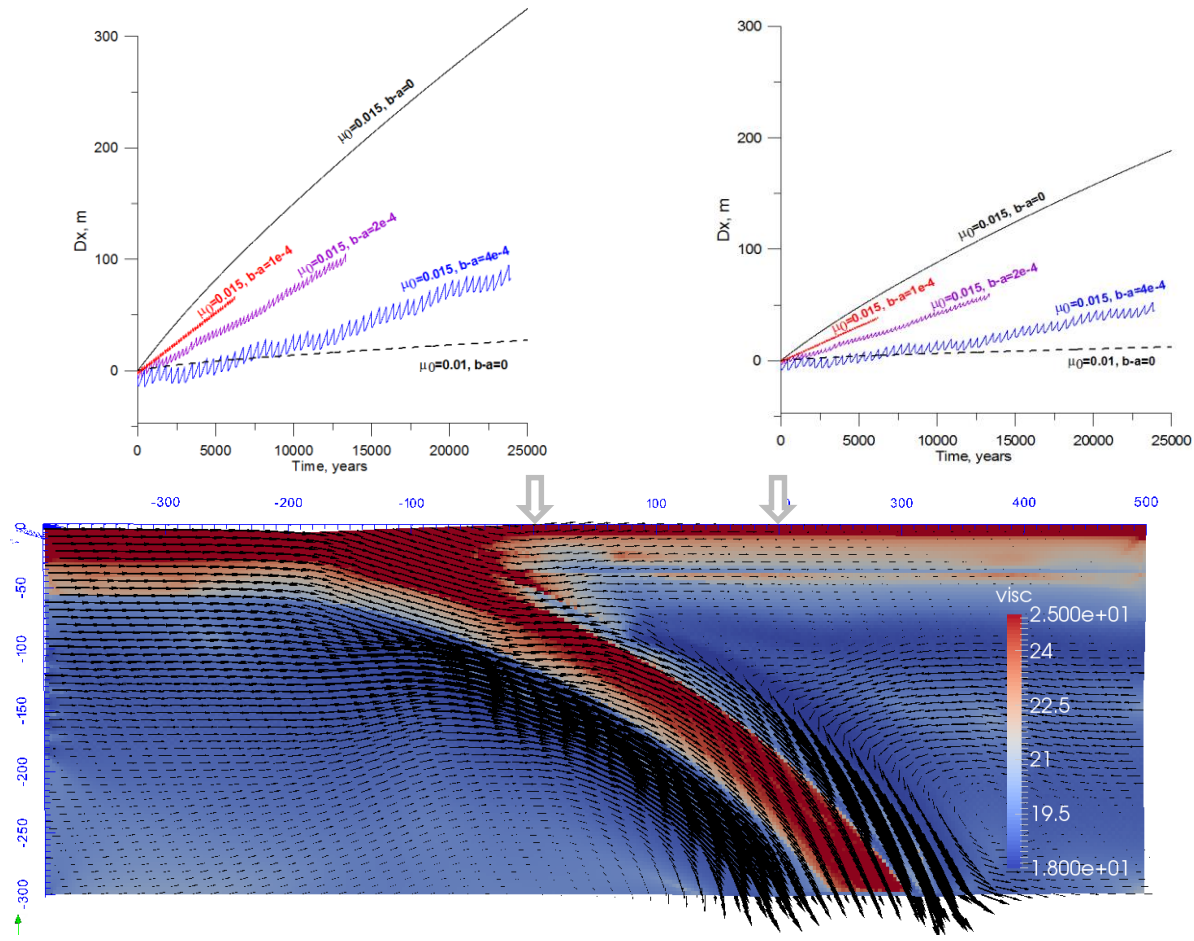 300
200
100
0
Dx, m
μ0=0.015, b-a=0
μ0=0.015, b-a=1e-4
μ0=0.015, b-a=2e-4
μ0=0.015, b-a=4e-4
μ0=0.01, b-a=0
0 5000 10000 15000 20000 25000
Time, years
300
200
100
0
Dx, m
μ0=0.015, b-a=0
μ0=0.015, b-a=1e-4
μ0=0.015, b-a=2e-4
μ0=0.015, b-a=4e-4
μ0=0.01, b-a=0
0 5000 10000 15000 20000 25000
Time, years
-300 -200 -100 100 300 400 500
0
-50
-100
-150
-200
-250
-300
visc
2.500e+01
24
22.5
21
19.5
1.800e+01